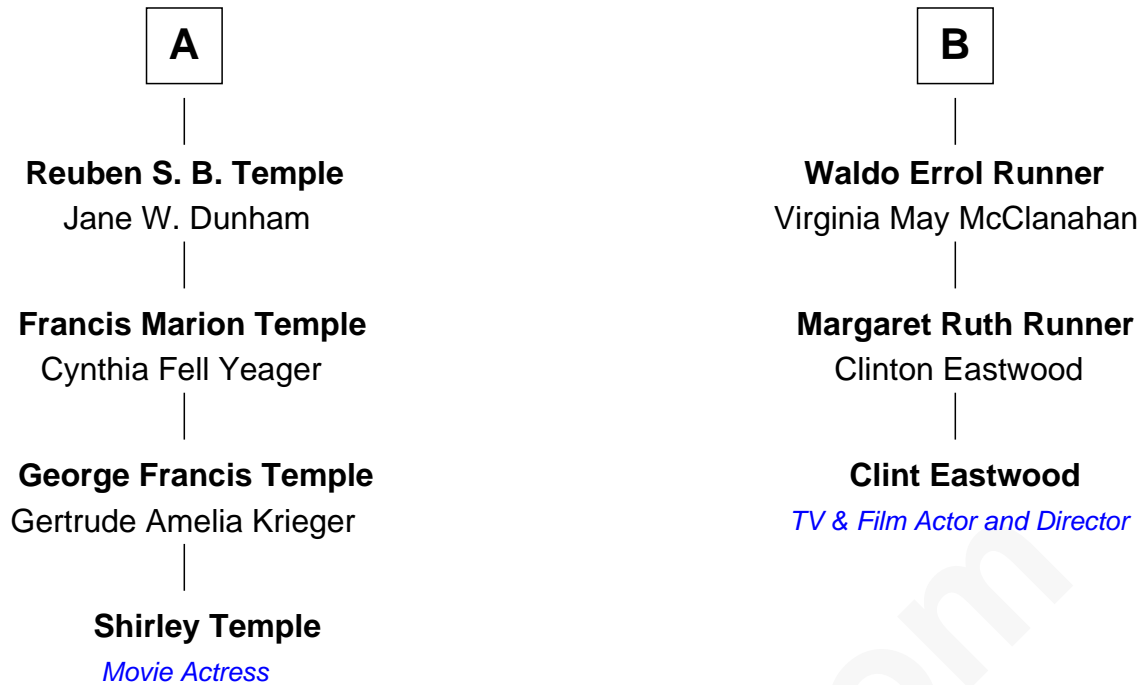 A
Reuben S. B. Temple
Jane W. Dunham
Francis Marion Temple
Cynthia Fell Yeager
George Francis Temple
Gertrude Amelia Krieger
Shirley Temple
Movie Actress
B
Waldo Errol Runner
Virginia May McClanahan
Margaret Ruth Runner
Clinton Eastwood
Clint Eastwood
TV & Film Actor and Director
om